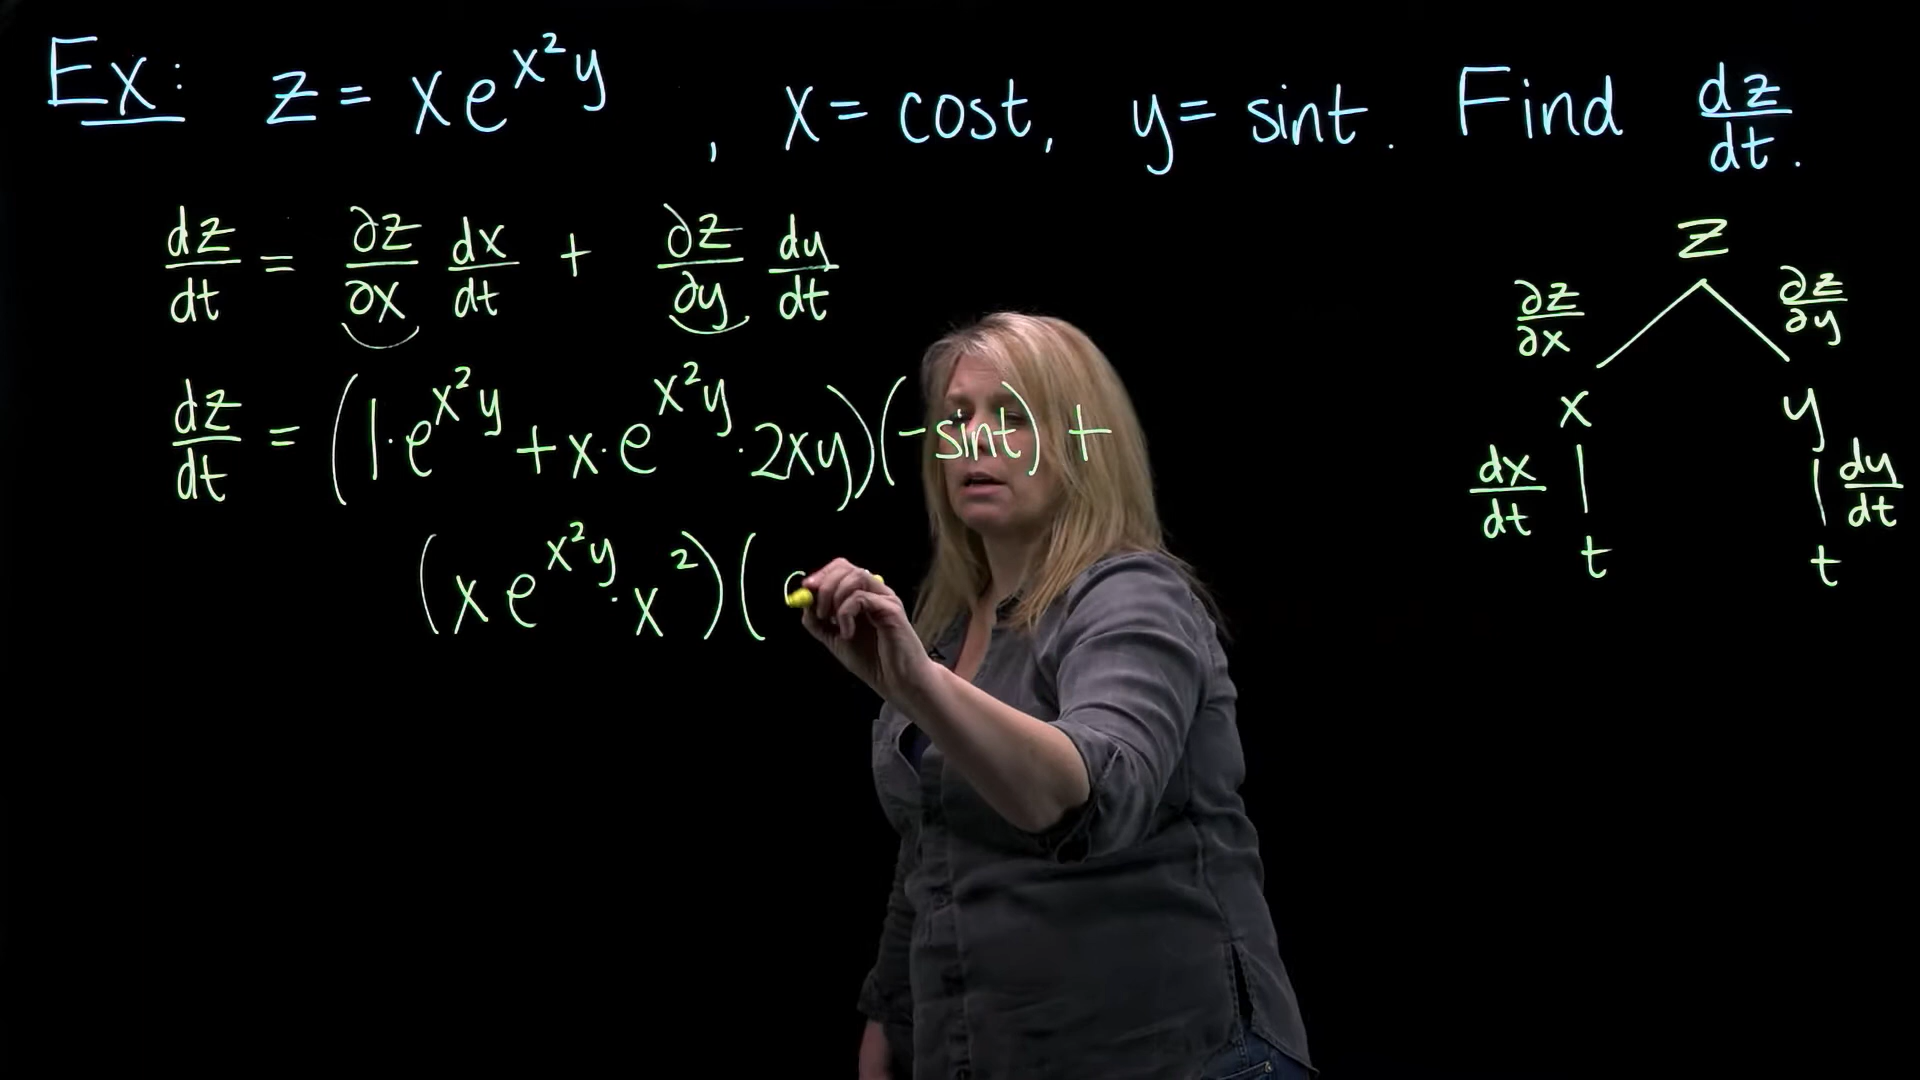 Ex: z = xe^{x²y}, x = cost, y = sint. Find dz/dt.
dz/dt = ∂z/∂x dx/dt + ∂z/∂y dy/dt
dz/dt = (1·e^{x²y} + x·e^{x²y}·2xy)(-sint) +
(xe^{x²y}·x²)(
z
∂z/∂x ∂z/∂y
x y
dx/dt dy/dt
t t